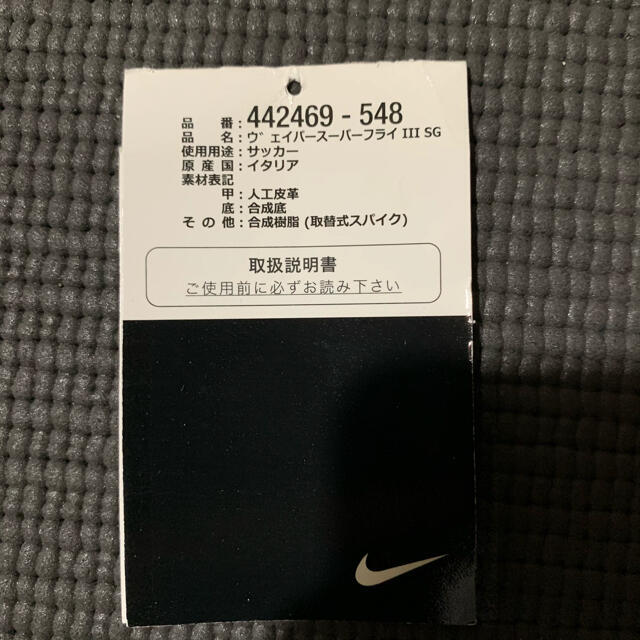 品番：442469 - 548
品名：ヴェイパースーパーフライ III SG
使用用途：サッカー
原産国：イタリア
素材表記
甲：人工皮革
底：合成底
その他：合成樹脂 (取替式スパイク)
取扱説明書
ご使用前に必ずお読み下さい